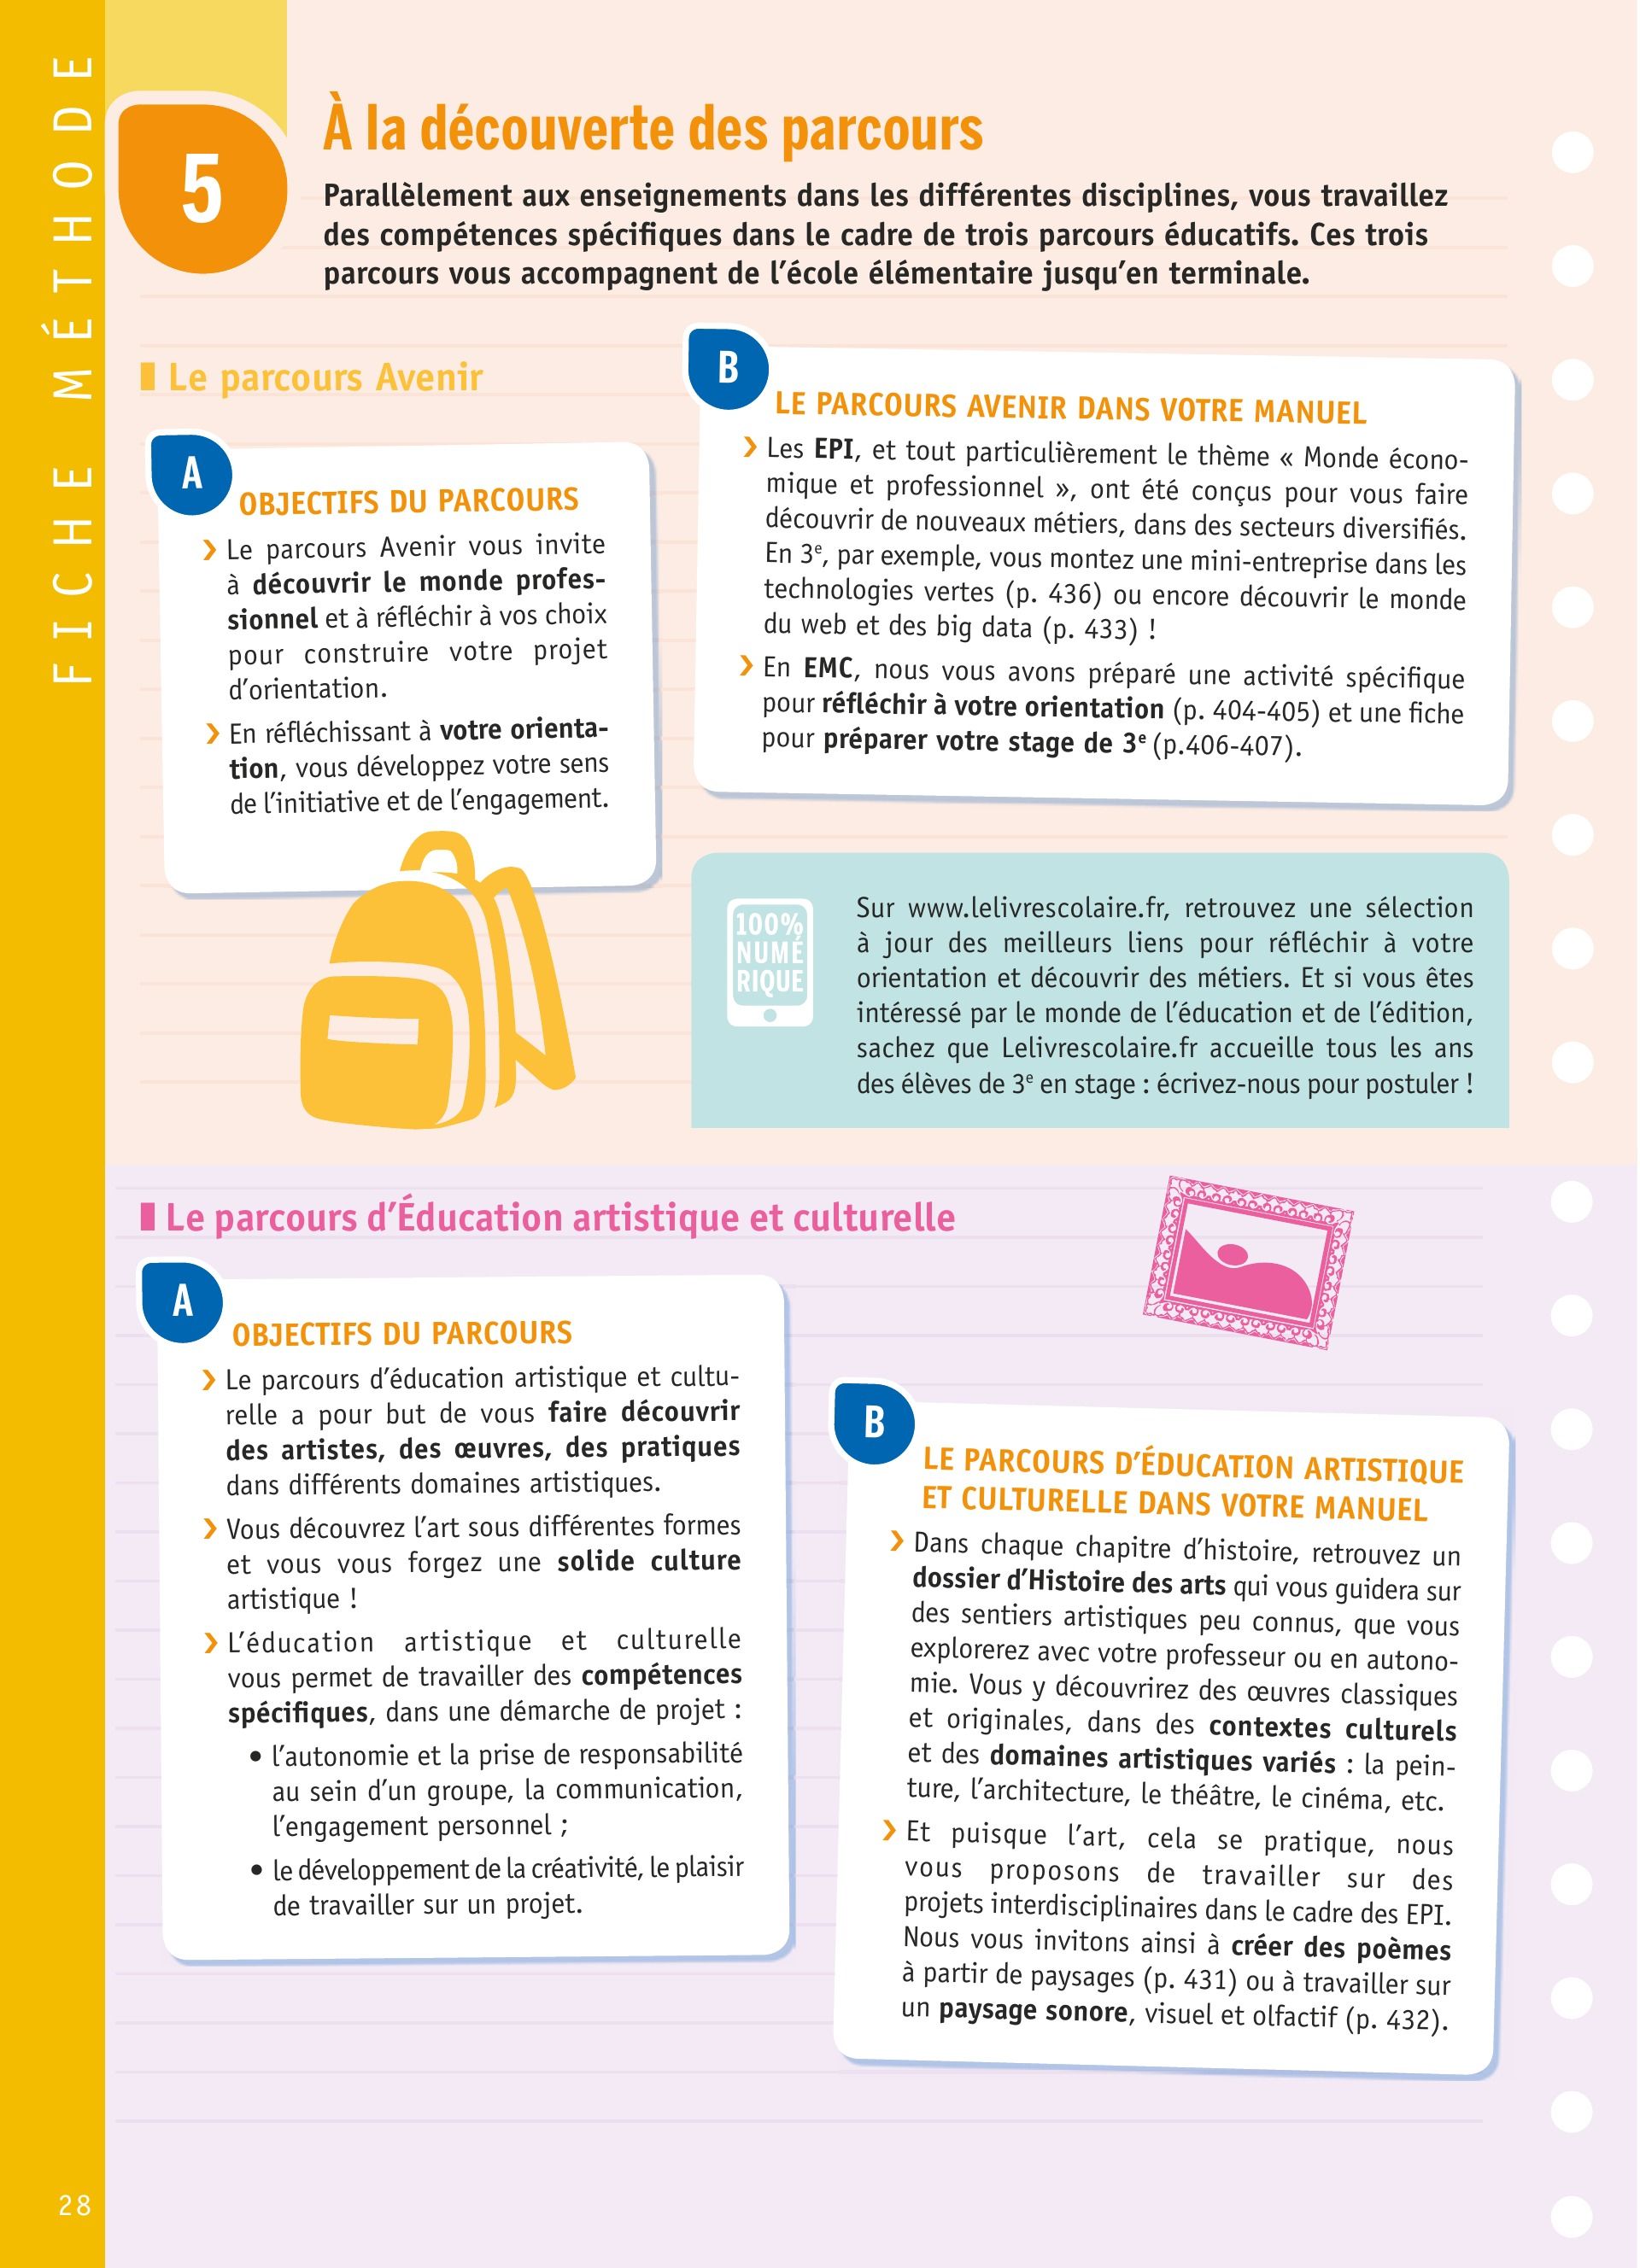 FICHE MÉTHODE
5
À la découverte des parcours
Parallèlement aux enseignements dans les différentes disciplines, vous travaillez
des compétences spécifiques dans le cadre de trois parcours éducatifs. Ces trois
parcours vous accompagnent de l'école élémentaire jusqu'en terminale.
Le parcours Avenir
A
OBJECTIFS DU PARCOURS
› Le parcours Avenir vous invite
à découvrir le monde profes-
sionnel et à réfléchir à vos choix
pour construire votre projet
d'orientation.
› En réfléchissant à votre orienta-
tion, vous développez votre sens
de l'initiative et de l'engagement.
B
LE PARCOURS AVENIR DANS VOTRE MANUEL
› Les EPI, et tout particulièrement le thème « Monde écono-
mique et professionnel », ont été conçus pour vous faire
découvrir de nouveaux métiers, dans des secteurs diversifiés.
En 3e, par exemple, vous montez une mini-entreprise dans les
technologies vertes (p. 436) ou encore découvrir le monde
du web et des big data (p. 433) !
› En EMC, nous vous avons préparé une activité spécifique
pour réfléchir à votre orientation (p. 404-405) et une fiche
pour préparer votre stage de 3e (p.406-407).
100%
NUMÉ
RIQUE
Sur www.lelivrescolaire.fr, retrouvez une sélection
à jour des meilleurs liens pour réfléchir à votre
orientation et découvrir des métiers. Et si vous êtes
intéressé par le monde de l'éducation et de l'édition,
sachez que Lelivrescolaire.fr accueille tous les ans
des élèves de 3e en stage : écrivez-nous pour postuler !
Le parcours d'Éducation artistique et culturelle
A
OBJECTIFS DU PARCOURS
› Le parcours d'éducation artistique et cultu-
relle a pour but de vous faire découvrir
des artistes, des œuvres, des pratiques
dans différents domaines artistiques.
› Vous découvrez l'art sous différentes formes
et vous vous forgez une solide culture
artistique !
› L'éducation artistique et culturelle
vous permet de travailler des compétences
spécifiques, dans une démarche de projet :
• l'autonomie et la prise de responsabilité
au sein d'un groupe, la communication,
l'engagement personnel ;
• le développement de la créativité, le plaisir
de travailler sur un projet.
B
LE PARCOURS D'ÉDUCATION ARTISTIQUE
ET CULTURELLE DANS VOTRE MANUEL
› Dans chaque chapitre d'histoire, retrouvez un
dossier d'Histoire des arts qui vous guidera sur
des sentiers artistiques peu connus, que vous
explorerez avec votre professeur ou en autono-
mie. Vous y découvrirez des œuvres classiques
et originales, dans des contextes culturels
et des domaines artistiques variés : la pein-
ture, l'architecture, le théâtre, le cinéma, etc.
› Et puisque l'art, cela se pratique, nous
vous proposons de travailler sur des
projets interdisciplinaires dans le cadre des EPI.
Nous vous invitons ainsi à créer des poèmes
à partir de paysages (p. 431) ou à travailler sur
un paysage sonore, visuel et olfactif (p. 432).
28